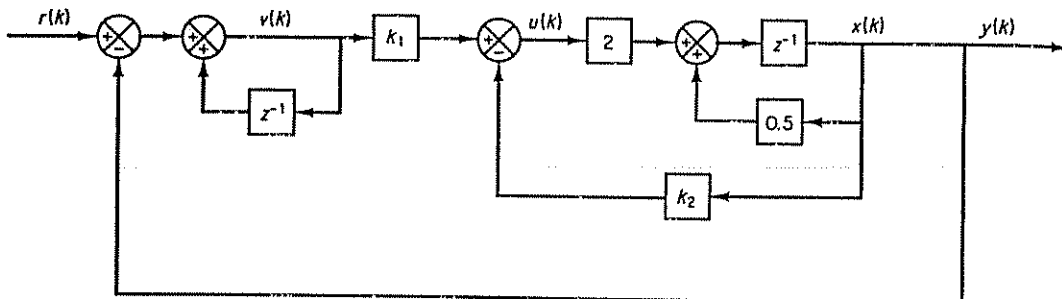 r(k) + − + + v(k) k₁ + − u(k) 2 + + z⁻¹ x(k) y(k)
z⁻¹ 0.5
k₂